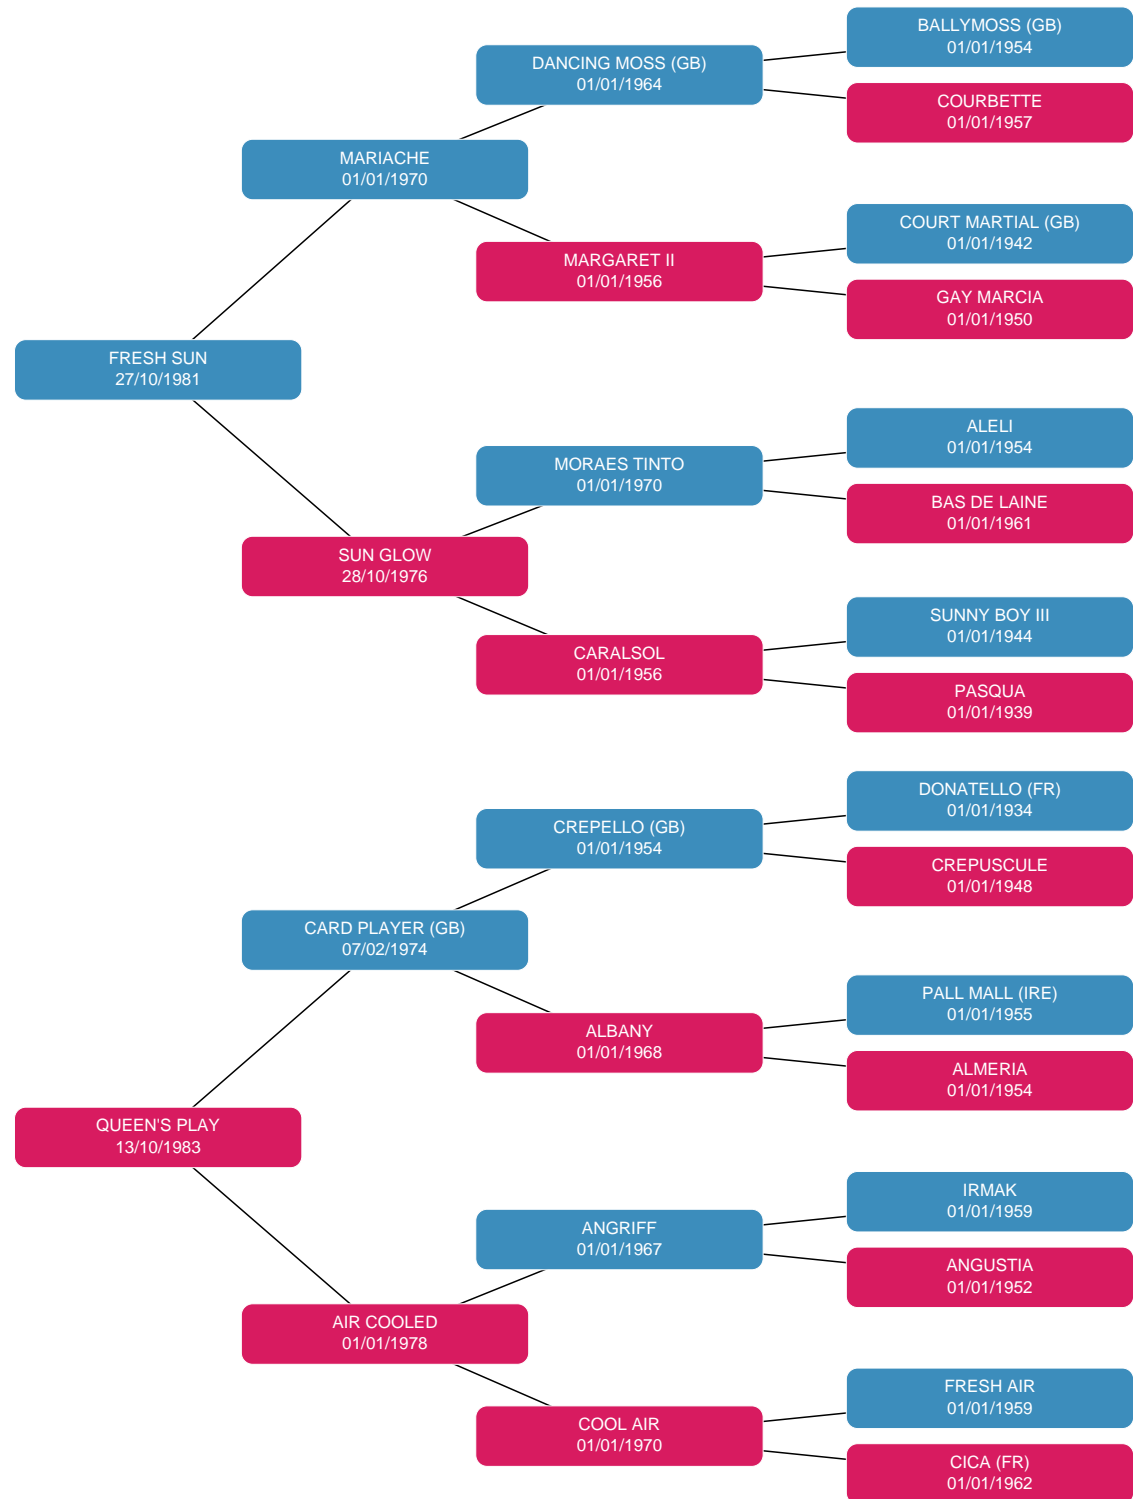 BALLYMOSS (GB)
01/01/1954
DANCING MOSS (GB)
01/01/1964
COURBETTE
01/01/1957
MARIACHE
01/01/1970
COURT MARTIAL (GB)
01/01/1942
MARGARET II
01/01/1956
GAY MARCIA
01/01/1950
FRESH SUN
27/10/1981
ALELI
01/01/1954
MORAES TINTO
01/01/1970
BAS DE LAINE
01/01/1961
SUN GLOW
28/10/1976
SUNNY BOY III
01/01/1944
CARALSOL
01/01/1956
PASQUA
01/01/1939
DONATELLO (FR)
01/01/1934
CREPELLO (GB)
01/01/1954
CREPUSCULE
01/01/1948
CARD PLAYER (GB)
07/02/1974
PALL MALL (IRE)
01/01/1955
ALBANY
01/01/1968
ALMERIA
01/01/1954
QUEEN'S PLAY
13/10/1983
IRMAK
01/01/1959
ANGRIFF
01/01/1967
ANGUSTIA
01/01/1952
AIR COOLED
01/01/1978
FRESH AIR
01/01/1959
COOL AIR
01/01/1970
CICA (FR)
01/01/1962